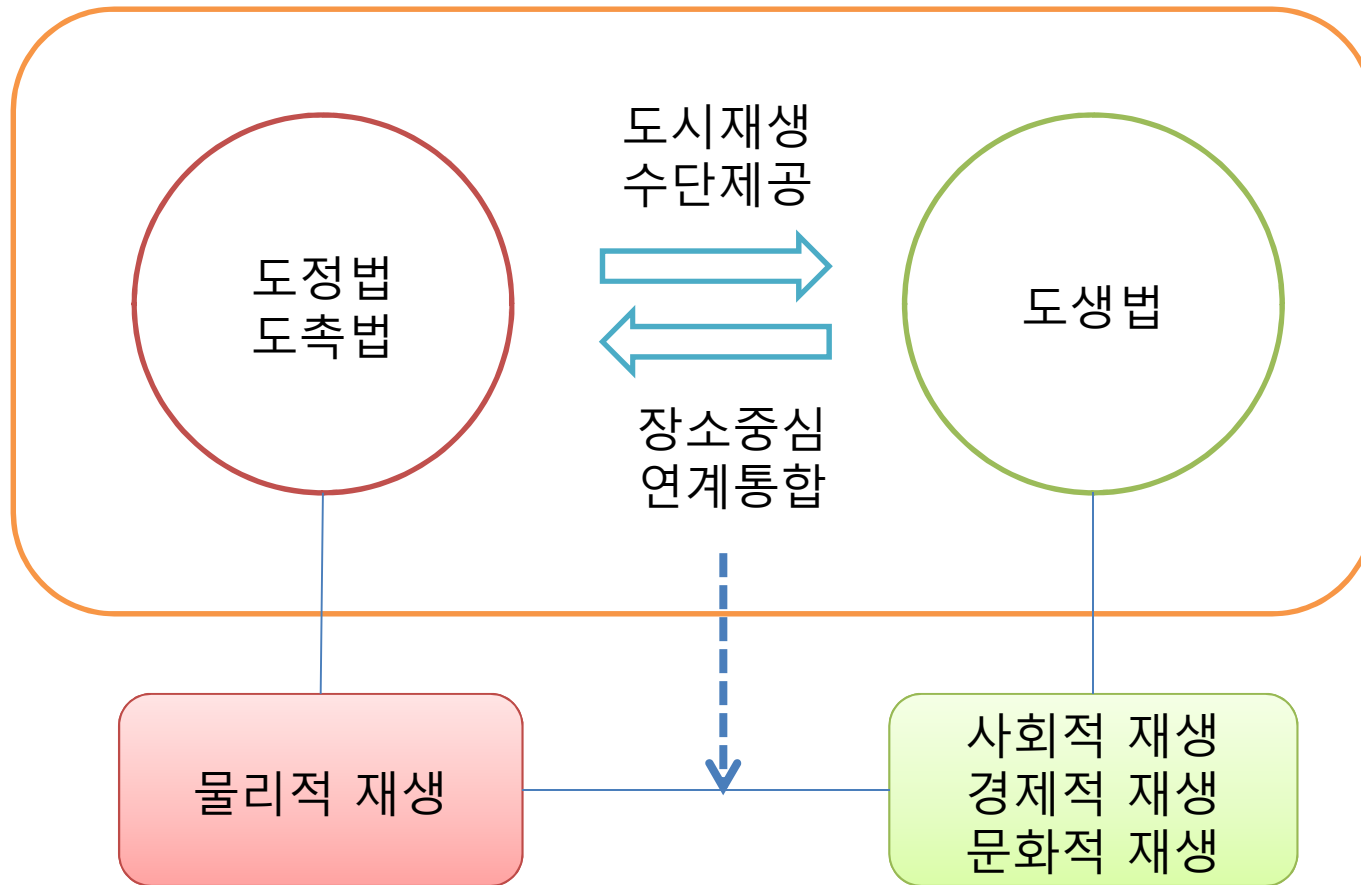 도시재생
수단제공
도정법
도촉법
도생법
장소중심
연계통합
물리적 재생
사회적 재생
경제적 재생
문화적 재생